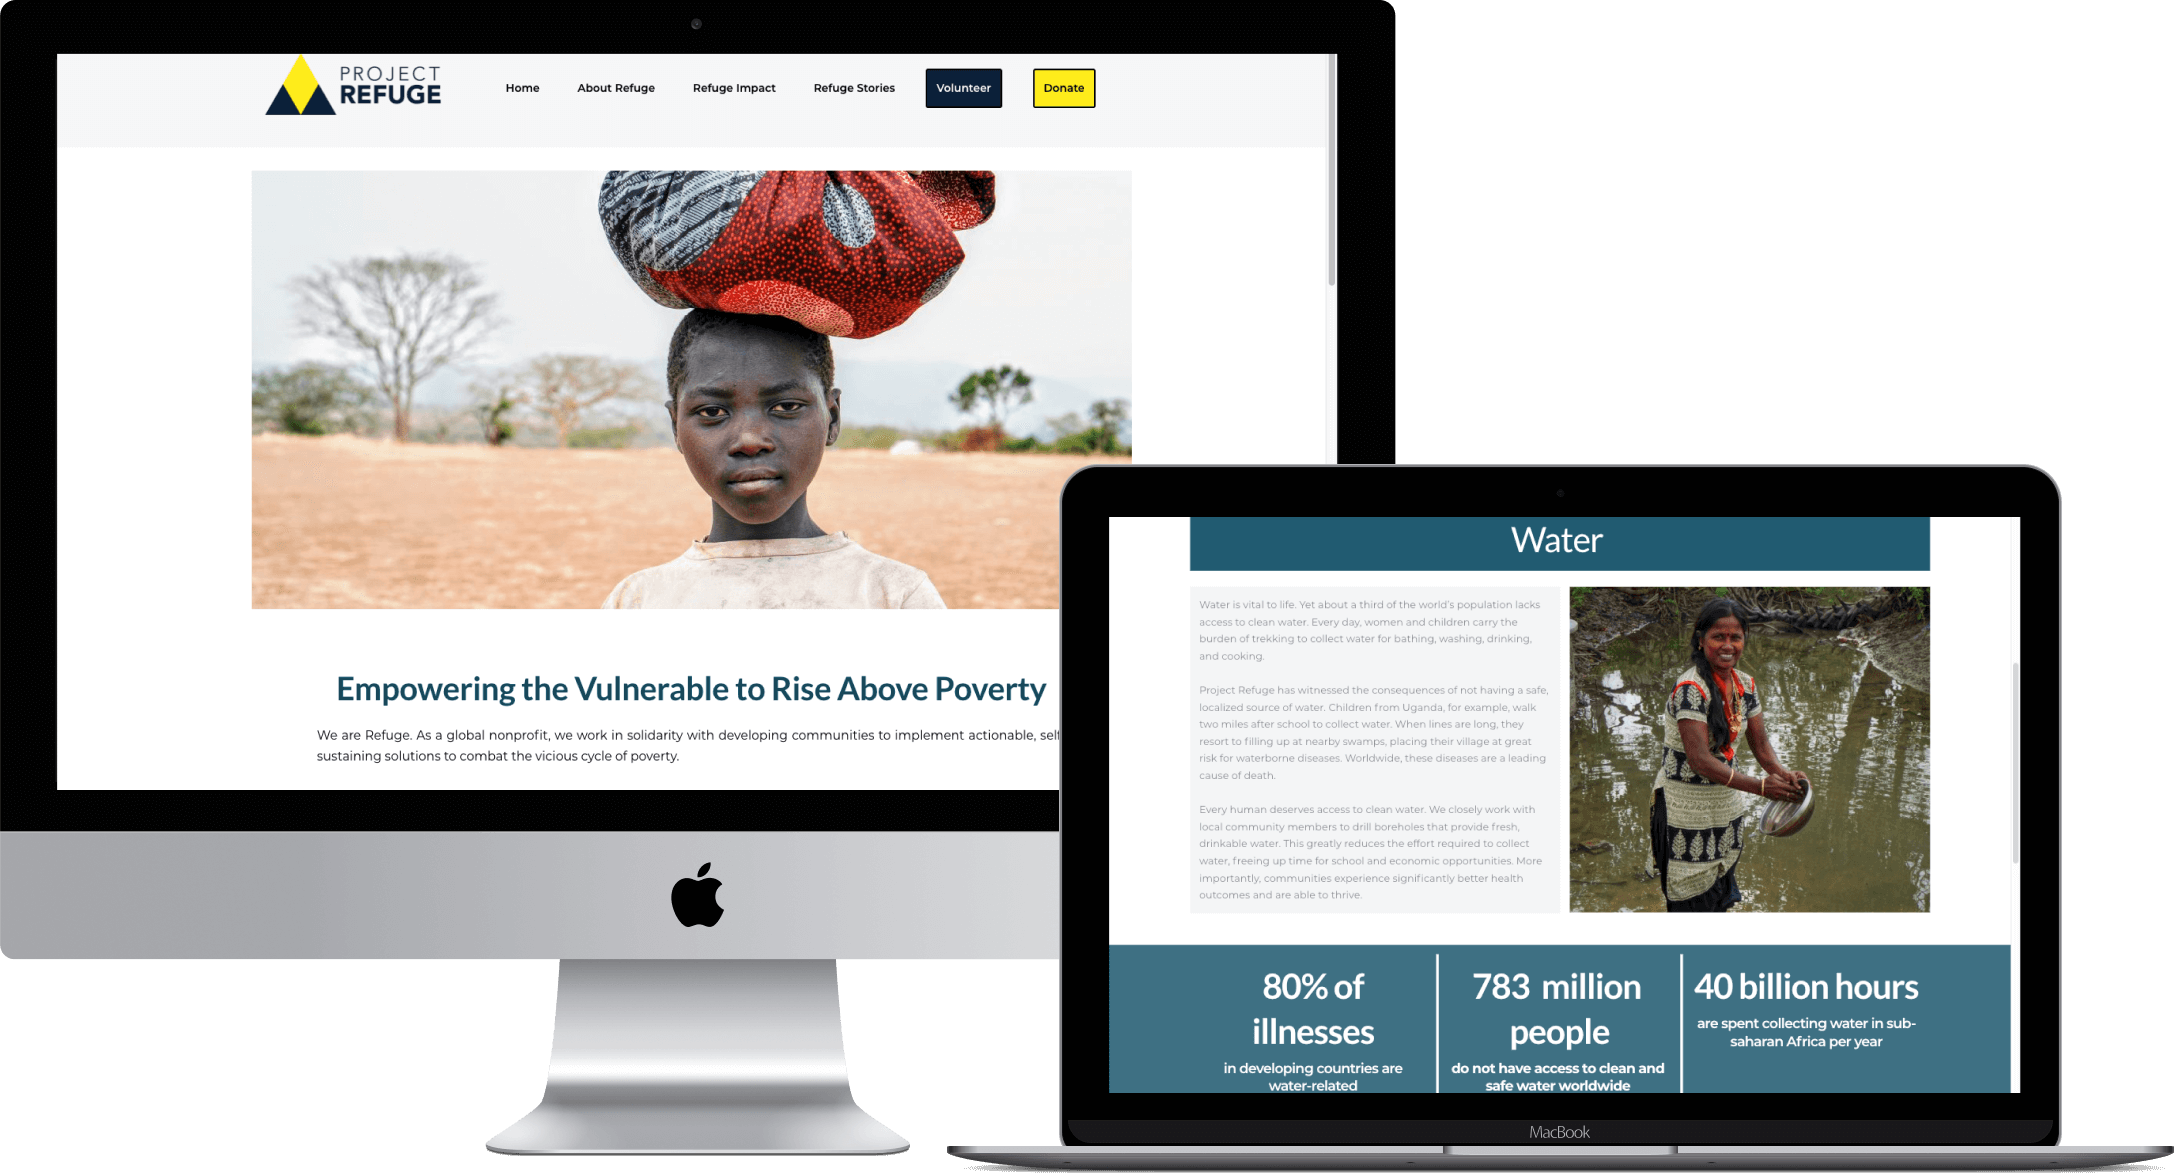 PROJECT
REFUGE
Home
About Refuge
Refuge Impact
Refuge Stories
Volunteer
Donate
Empowering the Vulnerable to Rise Above Poverty
We are Refuge. As a global nonprofit, we work in solidarity with developing communities to implement actionable,
sustaining solutions to combat the vicious cycle of poverty.
Water
Water is vital to life. Yet about a third of the world's population lacks
access to clean water. Every day, women and children carry the
burden of trekking to collect water for bathing, washing, drinking,
and cooking.
Project Refuge has witnessed the consequences of not having a safe,
localized source of water. Children from Uganda, for example, walk
two miles after school to collect water. When lines are long, they
resort to filling up at nearby swamps, placing their village at great
risk for waterborne diseases. Worldwide, these diseases are a leading
cause of death.
Every human deserves access to clean water. We closely work with
local community members to drill boreholes that provide fresh,
drinkable water. This greatly reduces the effort required to collect
water, freeing up time for school and economic opportunities. More
importantly, communities experience significantly better health
outcomes and are able to thrive.
80% of
illnesses
in developing countries are
water-related
783 million
people
do not have access to clean and
safe water worldwide
40 billion hours
are spent collecting water in sub-
saharan Africa per year
MacBook